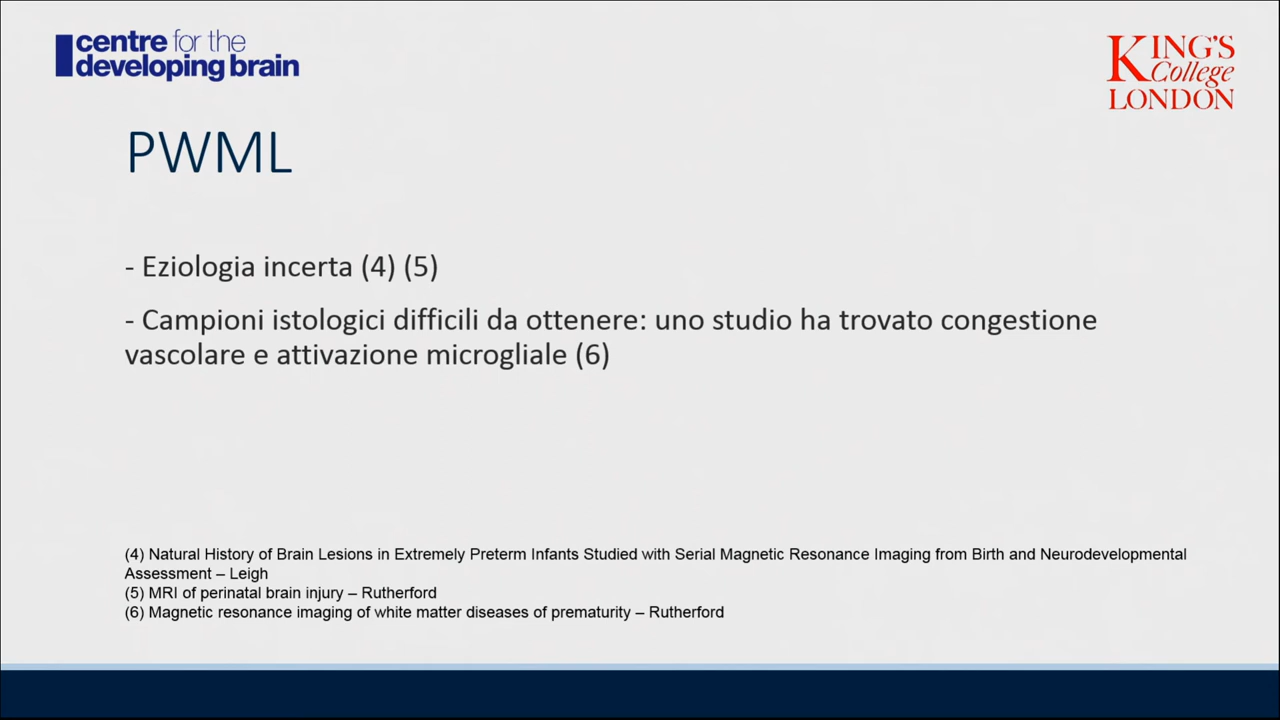 centre for the
developing brain
KING'S
College
LONDON
PWML
- Eziologia incerta (4) (5)
- Campioni istologici difficili da ottenere: uno studio ha trovato congestione
vascolare e attivazione microgliale (6)
(4) Natural History of Brain Lesions in Extremely Preterm Infants Studied with Serial Magnetic Resonance Imaging from Birth and Neurodevelopmental
Assessment – Leigh
(5) MRI of perinatal brain injury – Rutherford
(6) Magnetic resonance imaging of white matter diseases of prematurity – Rutherford